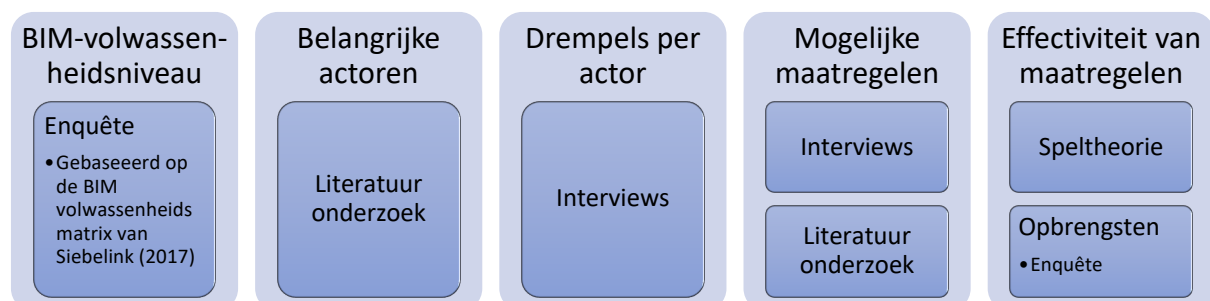 BIM-volwassen-
heidsniveau
Enquête
•Gebaseeerd op
de BIM
volwassenheids
matrix van
Siebelink (2017)
Belangrijke
actoren
Literatuur
onderzoek
Drempels per
actor
Interviews
Mogelijke
maatregelen
Interviews
Literatuur
onderzoek
Effectiviteit van
maatregelen
Speltheorie
Opbrengsten
•Enquête